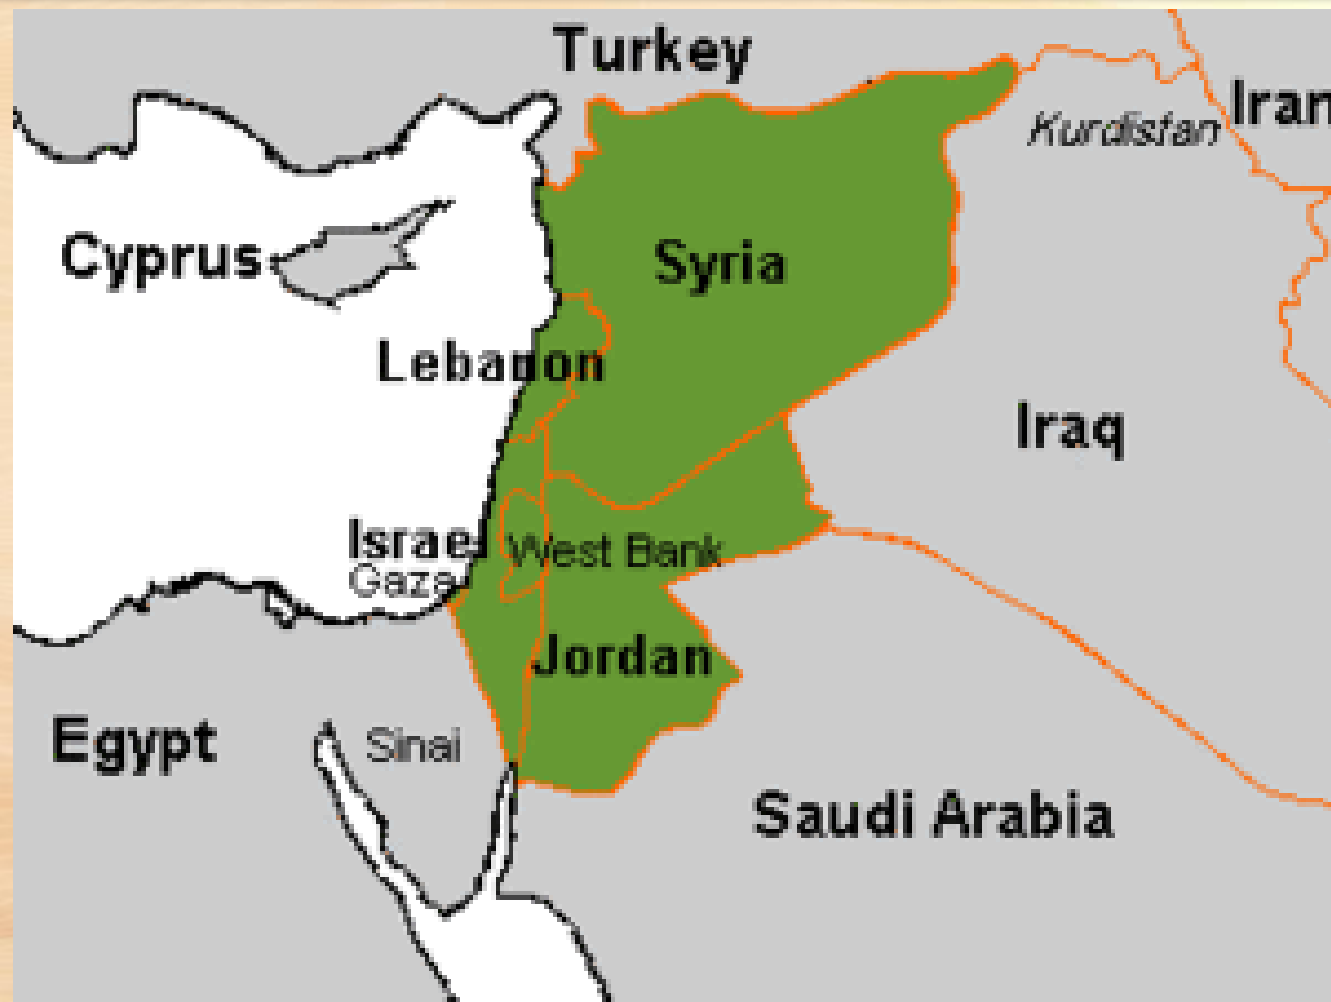 Turkey
Iran
Kurdistan
Cyprus
Syria
Lebanon
Iraq
Israel
West Bank
Gaza
Jordan
Egypt
Sinai
Saudi Arabia